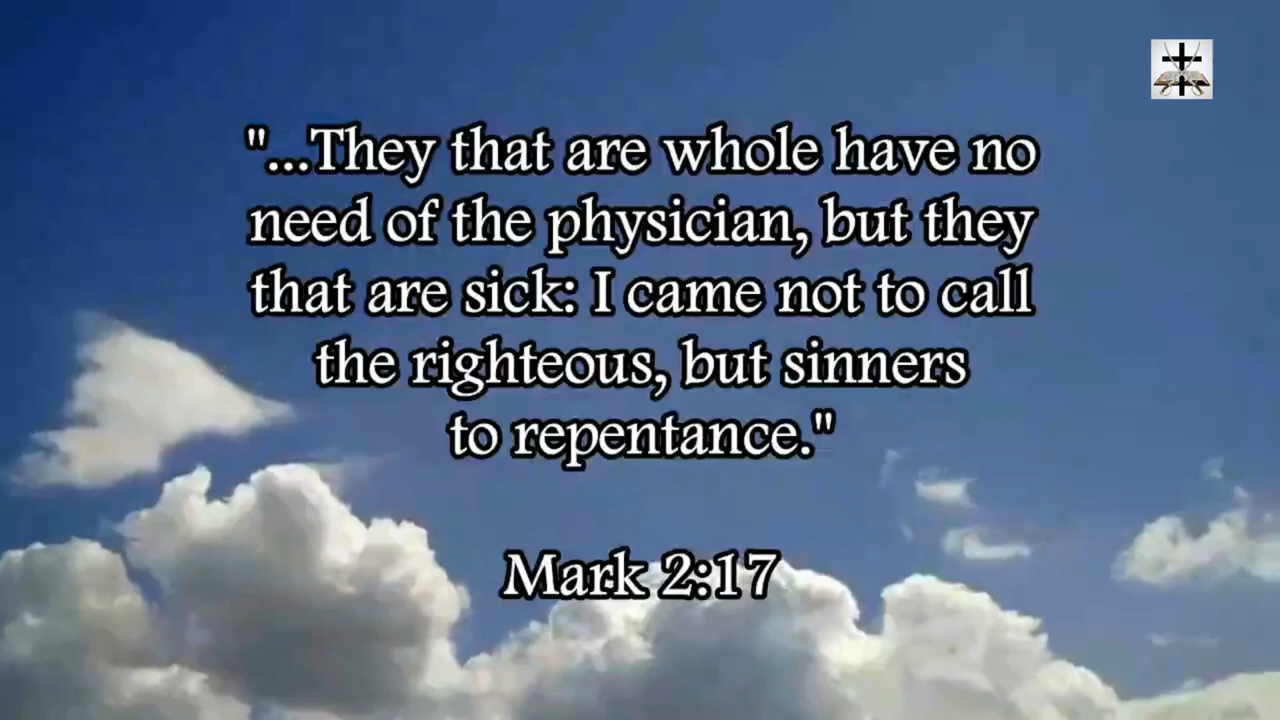 "...They that are whole have no
need of the physician, but they
that are sick: I came not to call
the righteous, but sinners
to repentance."
Mark 2:17